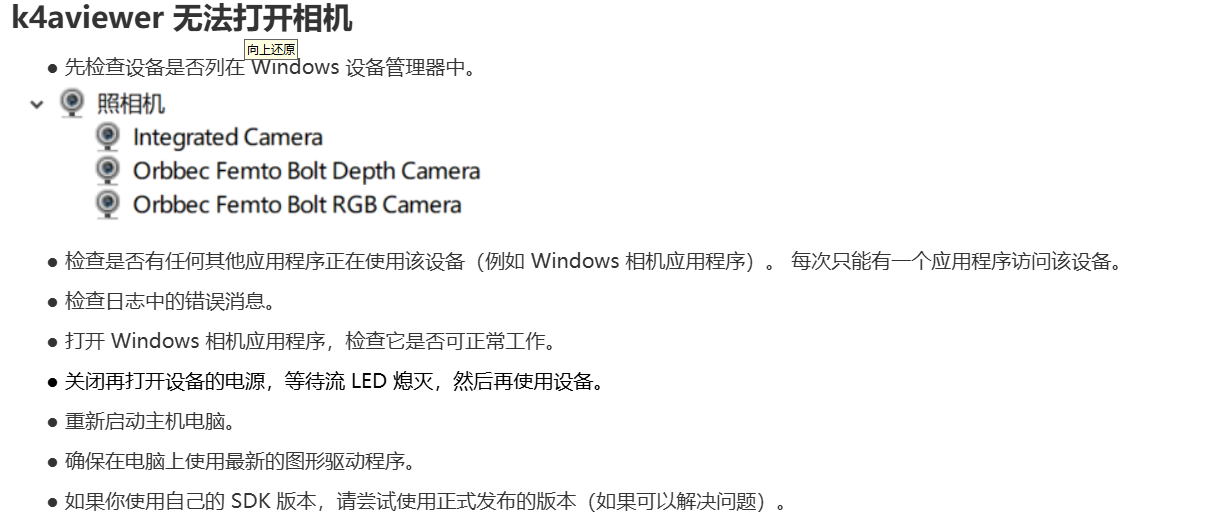 k4aviewer 无法打开相机
向上还原
● 先检查设备是否列在 Windows 设备管理器中。
照相机
Integrated Camera
Orbbec Femto Bolt Depth Camera
Orbbec Femto Bolt RGB Camera
● 检查是否有任何其他应用程序正在使用该设备（例如 Windows 相机应用程序）。 每次只能有一个应用程序访问该设备。
● 检查日志中的错误消息。
● 打开 Windows 相机应用程序，检查它是否可正常工作。
● 关闭再打开设备的电源，等待流 LED 熄灭，然后再使用设备。
● 重新启动主机电脑。
● 确保在电脑上使用最新的图形驱动程序。
● 如果你使用自己的 SDK 版本，请尝试使用正式发布的版本（如果可以解决问题）。